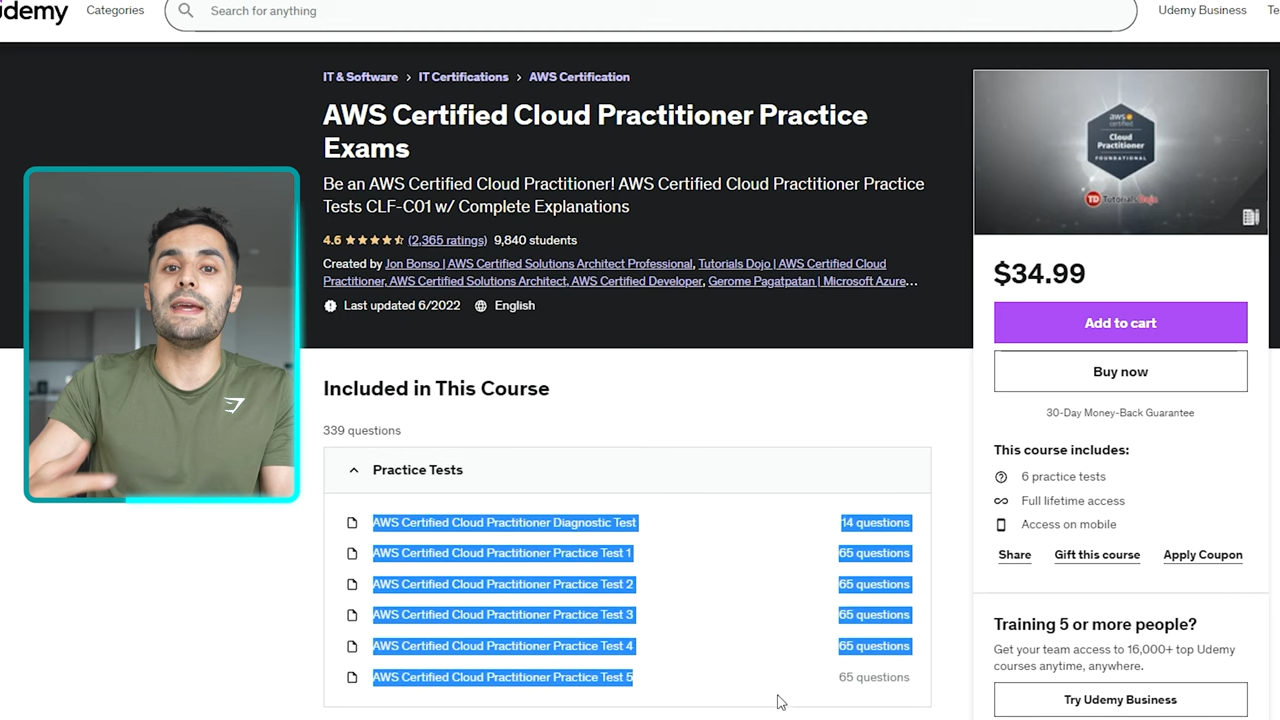 udemy
Categories
Search for anything
Udemy Business
Te
IT & Software > IT Certifications > AWS Certification
AWS Certified Cloud Practitioner Practice
Exams
Be an AWS Certified Cloud Practitioner! AWS Certified Cloud Practitioner Practice
Tests CLF-C01 w/ Complete Explanations
4.6 (2,365 ratings) 9,840 students
Created by Jon Bonso | AWS Certified Solutions Architect Professional, Tutorials Dojo | AWS Certified Cloud
Practitioner, AWS Certified Solutions Architect, AWS Certified Developer, Gerome Pagatpatan | Microsoft Azure...
Last updated 6/2022 English
aws
certified
Cloud
Practitioner
FOUNDATIONAL
TD Tutorials Dojo
$34.99
Add to cart
Buy now
30-Day Money-Back Guarantee
This course includes:
6 practice tests
Full lifetime access
Access on mobile
Share Gift this course Apply Coupon
Training 5 or more people?
Get your team access to 16,000+ top Udemy
courses anytime, anywhere.
Try Udemy Business
Included in This Course
339 questions
Practice Tests
AWS Certified Cloud Practitioner Diagnostic Test 14 questions
AWS Certified Cloud Practitioner Practice Test 1 65 questions
AWS Certified Cloud Practitioner Practice Test 2 65 questions
AWS Certified Cloud Practitioner Practice Test 3 65 questions
AWS Certified Cloud Practitioner Practice Test 4 65 questions
AWS Certified Cloud Practitioner Practice Test 5 65 questions